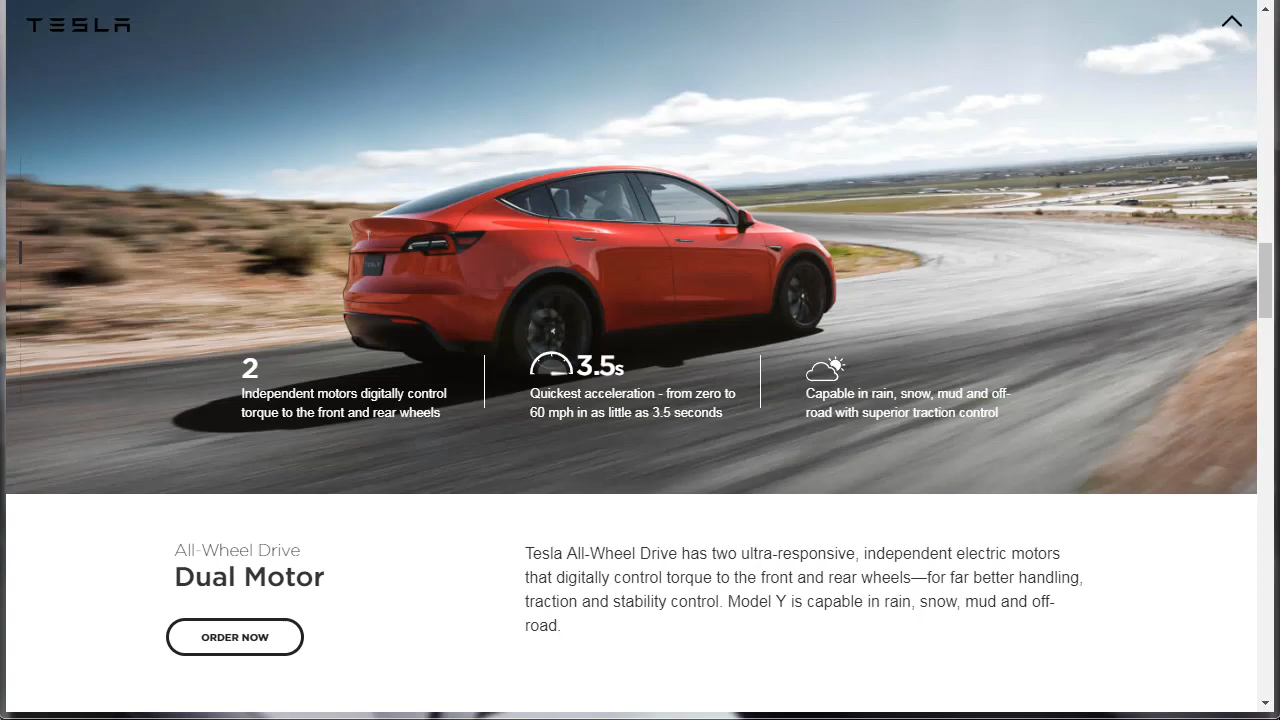 TESLA
TESLA
2
Independent motors digitally control
torque to the front and rear wheels
3.5s
Quickest acceleration - from zero to
60 mph in as little as 3.5 seconds
Capable in rain, snow, mud and off-
road with superior traction control
All-Wheel Drive
Dual Motor
ORDER NOW
Tesla All-Wheel Drive has two ultra-responsive, independent electric motors
that digitally control torque to the front and rear wheels—for far better handling,
traction and stability control. Model Y is capable in rain, snow, mud and off-
road.